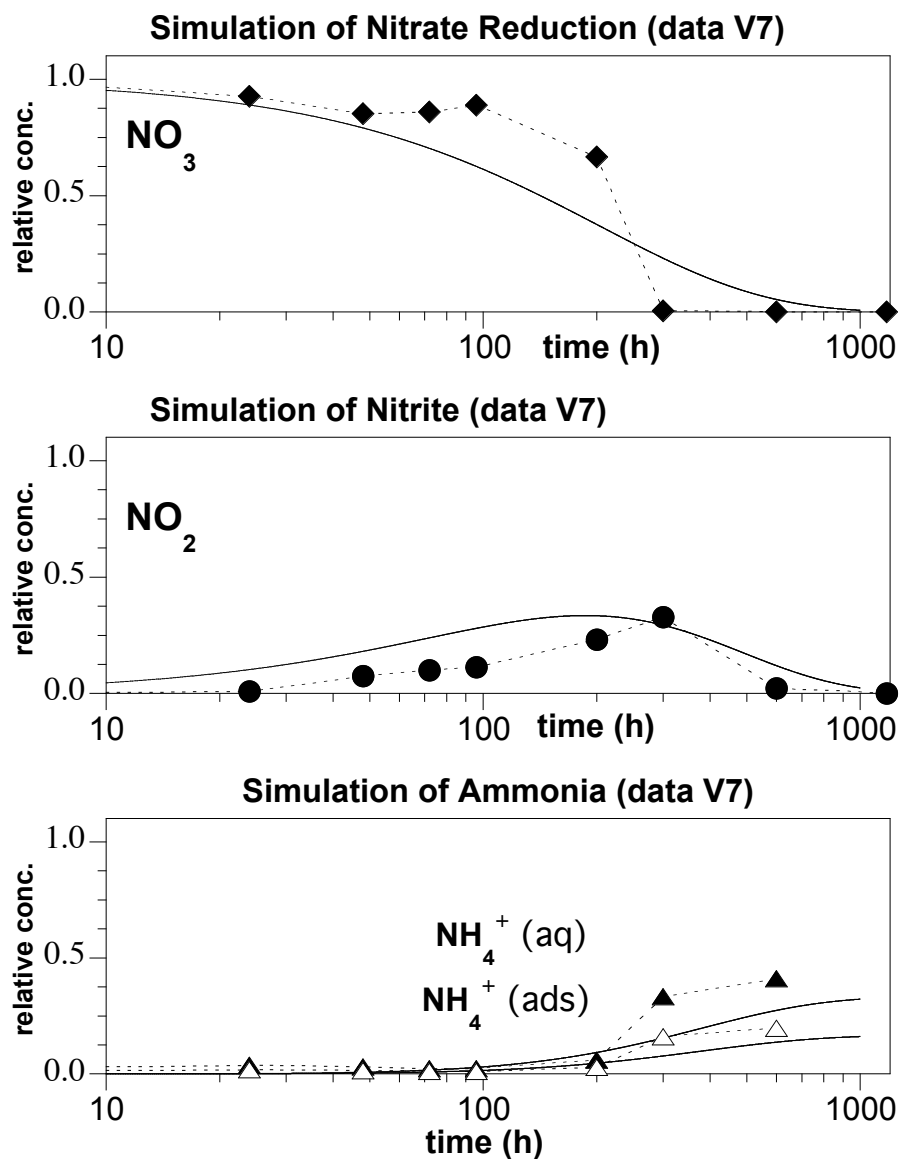 Simulation of Nitrate Reduction (data V7)
relative conc.
1.0
0.5
0.0
NO3
10
100
1000
time (h)
Simulation of Nitrite (data V7)
relative conc.
1.0
0.5
0.0
NO2
10
100
1000
time (h)
Simulation of Ammonia (data V7)
relative conc.
1.0
0.5
0.0
NH4+ (aq)
NH4+ (ads)
10
100
1000
time (h)